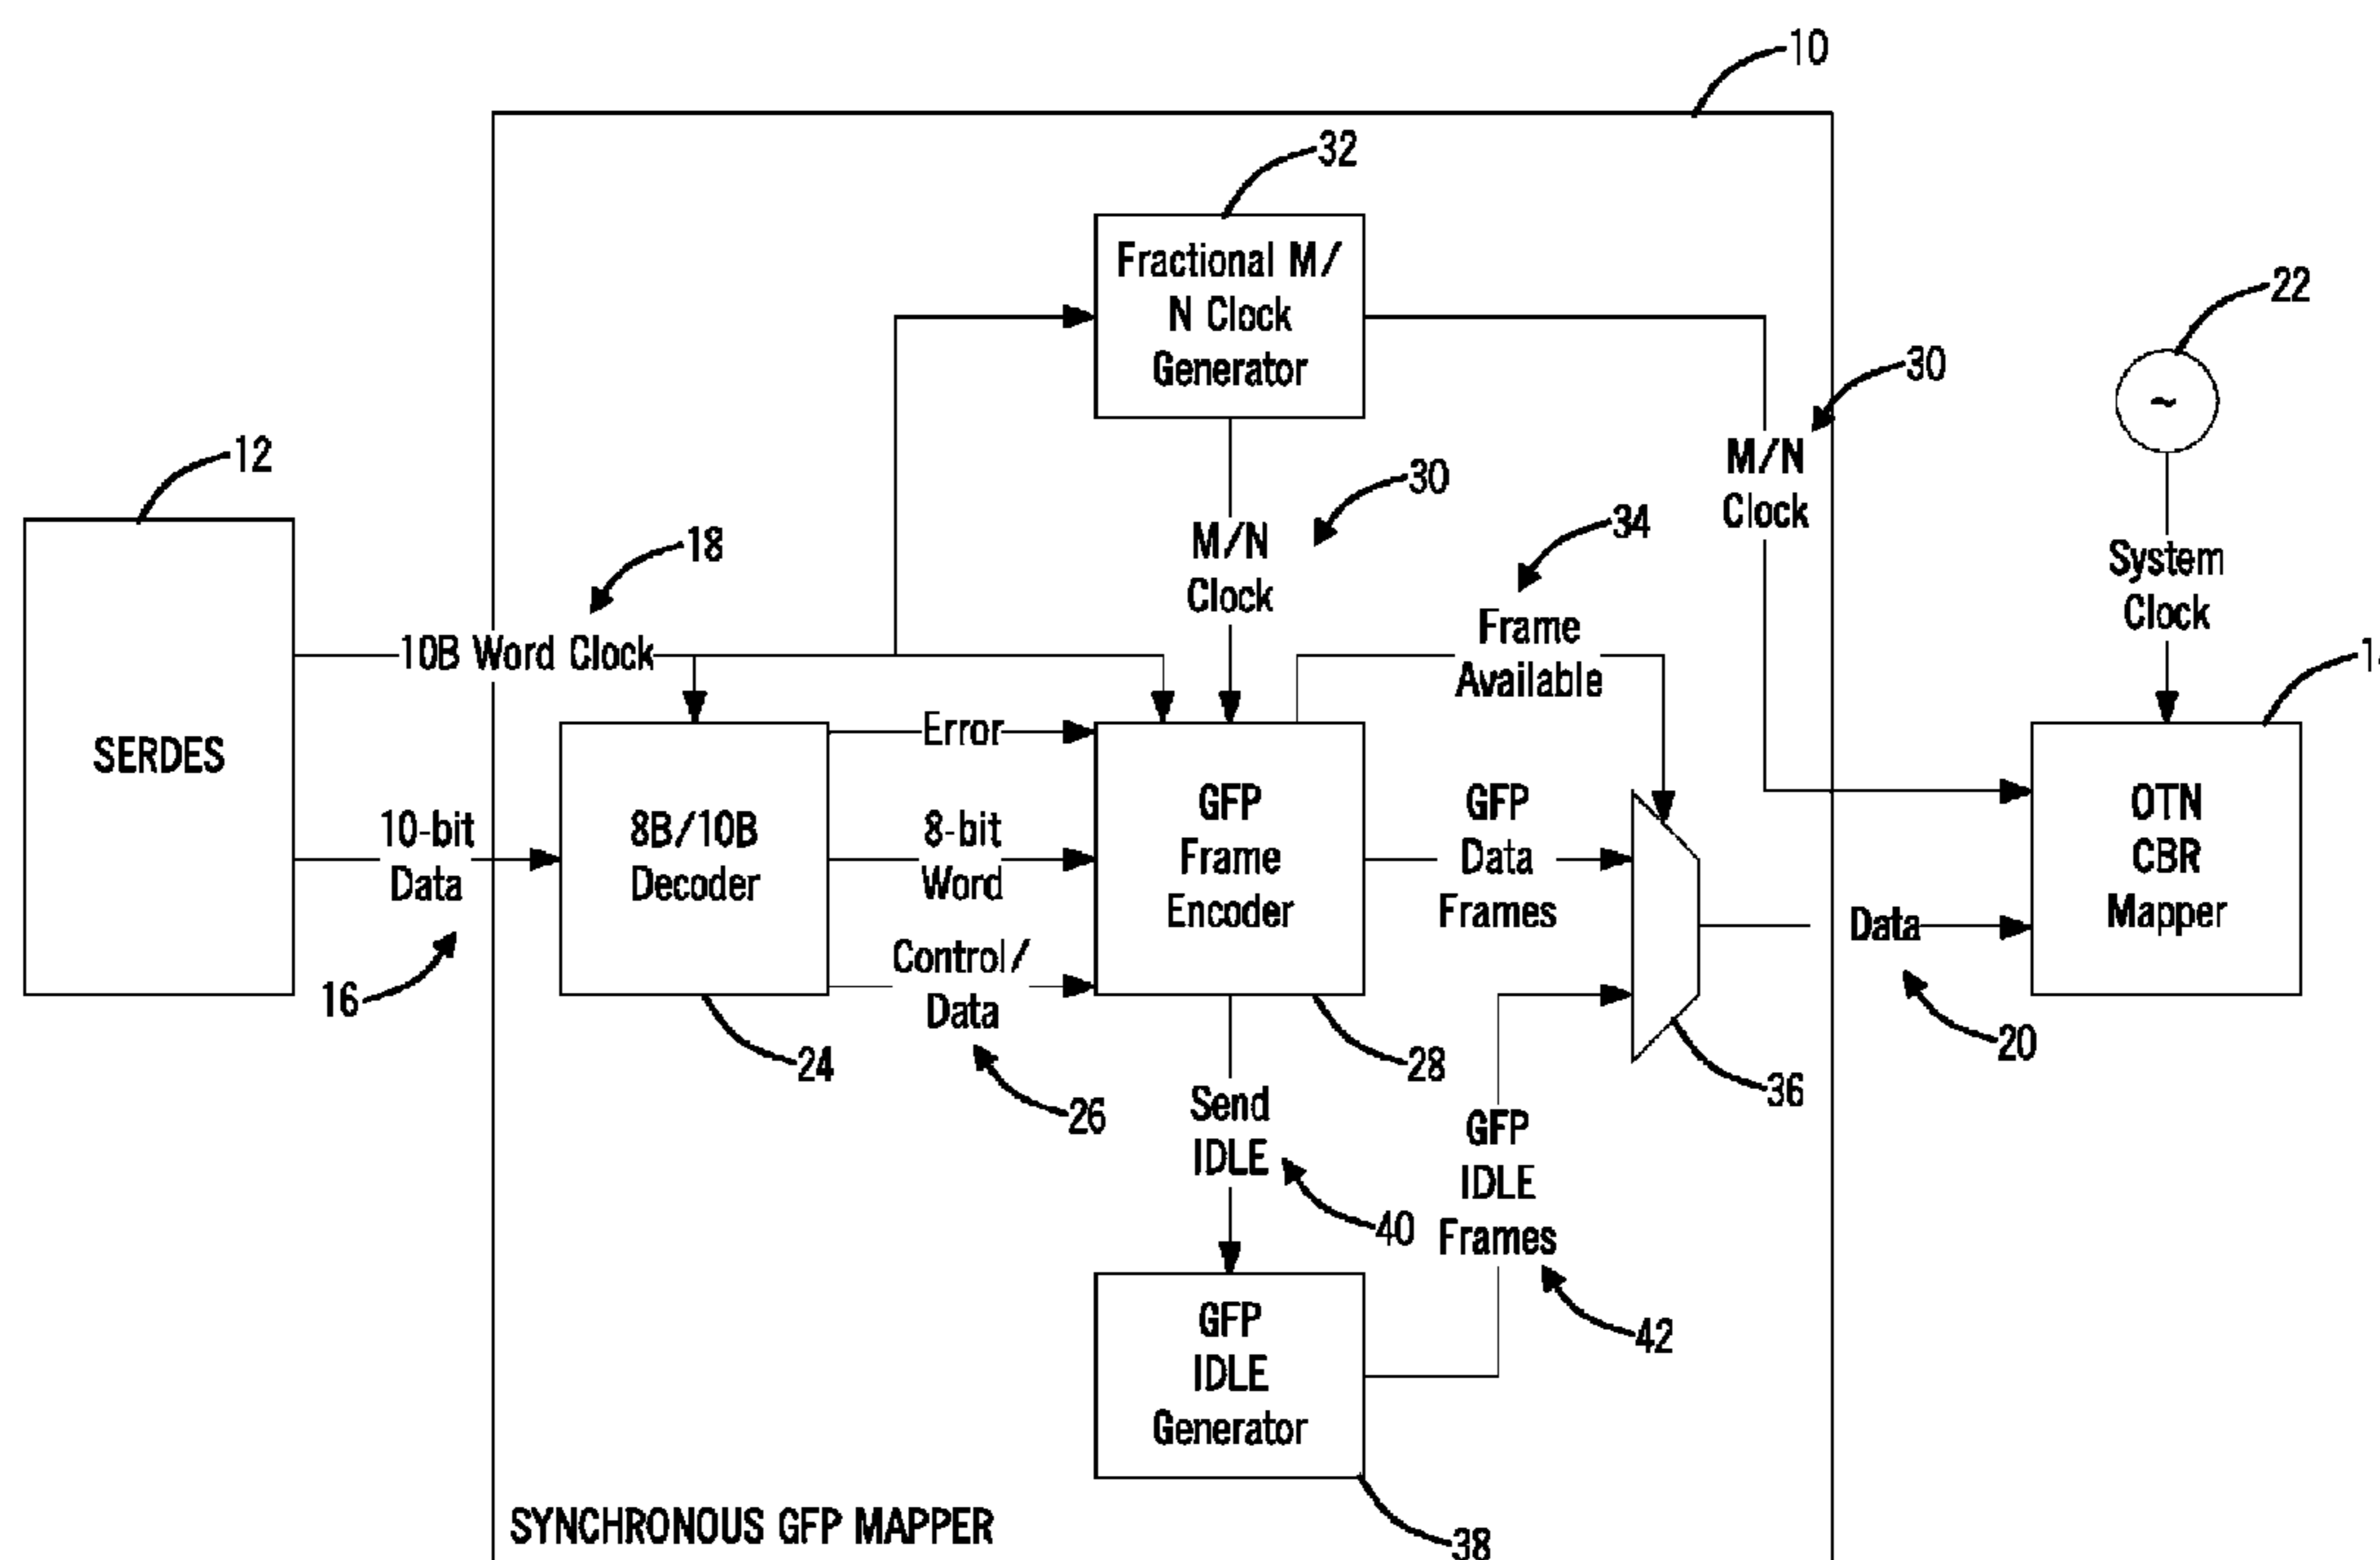 10
32
Fractional M/
N Clock
Generator
22
30
12
M/N
Clock
30
34
18
M/N
Clock
System
Clock
Frame
Available
10B Word Clock
SERDES
Error
10-bit
Data
8B/10B
Decoder
8-bit
Word
GFP
Frame
Encoder
GFP
Data
Frames
OTN
CBR
Mapper
Data
Control/
Data
16
24
26
28
36
20
Send
IDLE
40
GFP
IDLE
Frames
42
GFP
IDLE
Generator
38
SYNCHRONOUS GFP MAPPER